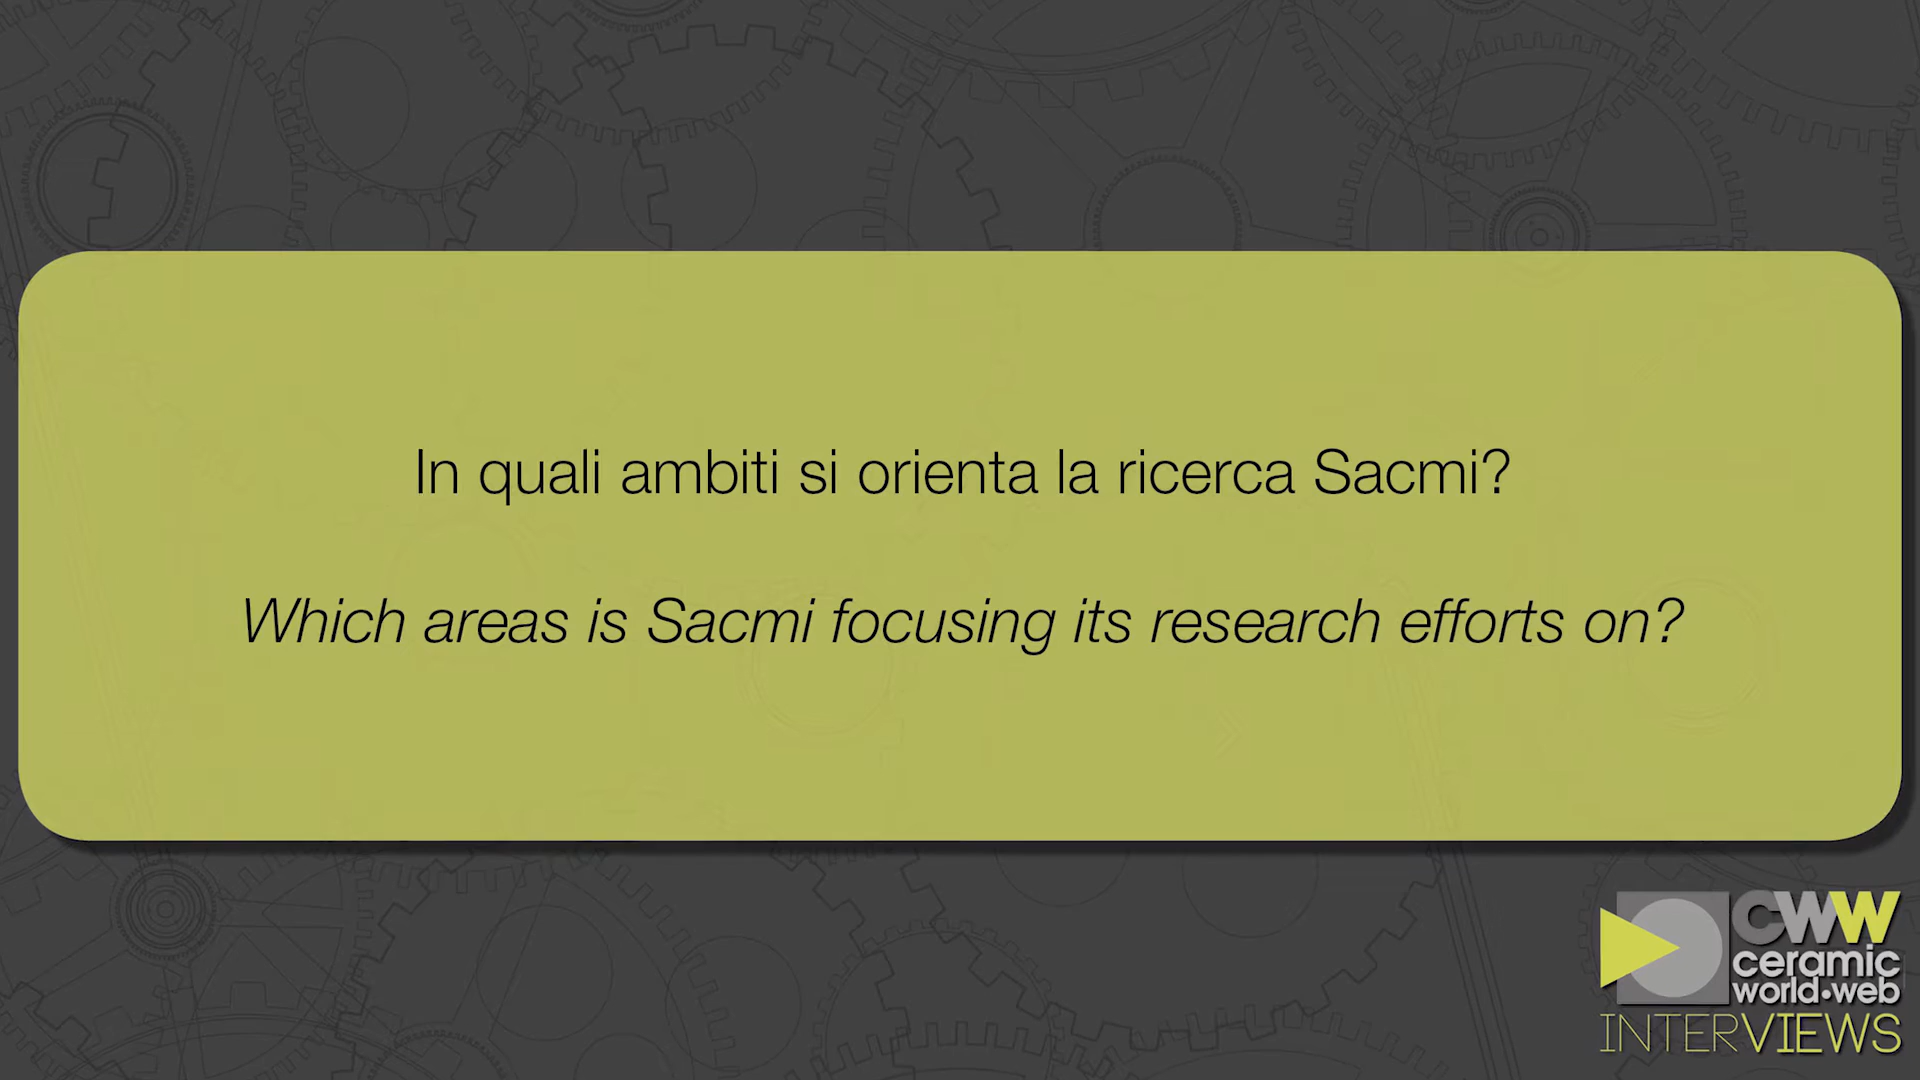 In quali ambiti si orienta la ricerca Sacmi?
Which areas is Sacmi focusing its research efforts on?
CWW
ceramic
world•web
INTERVIEWS